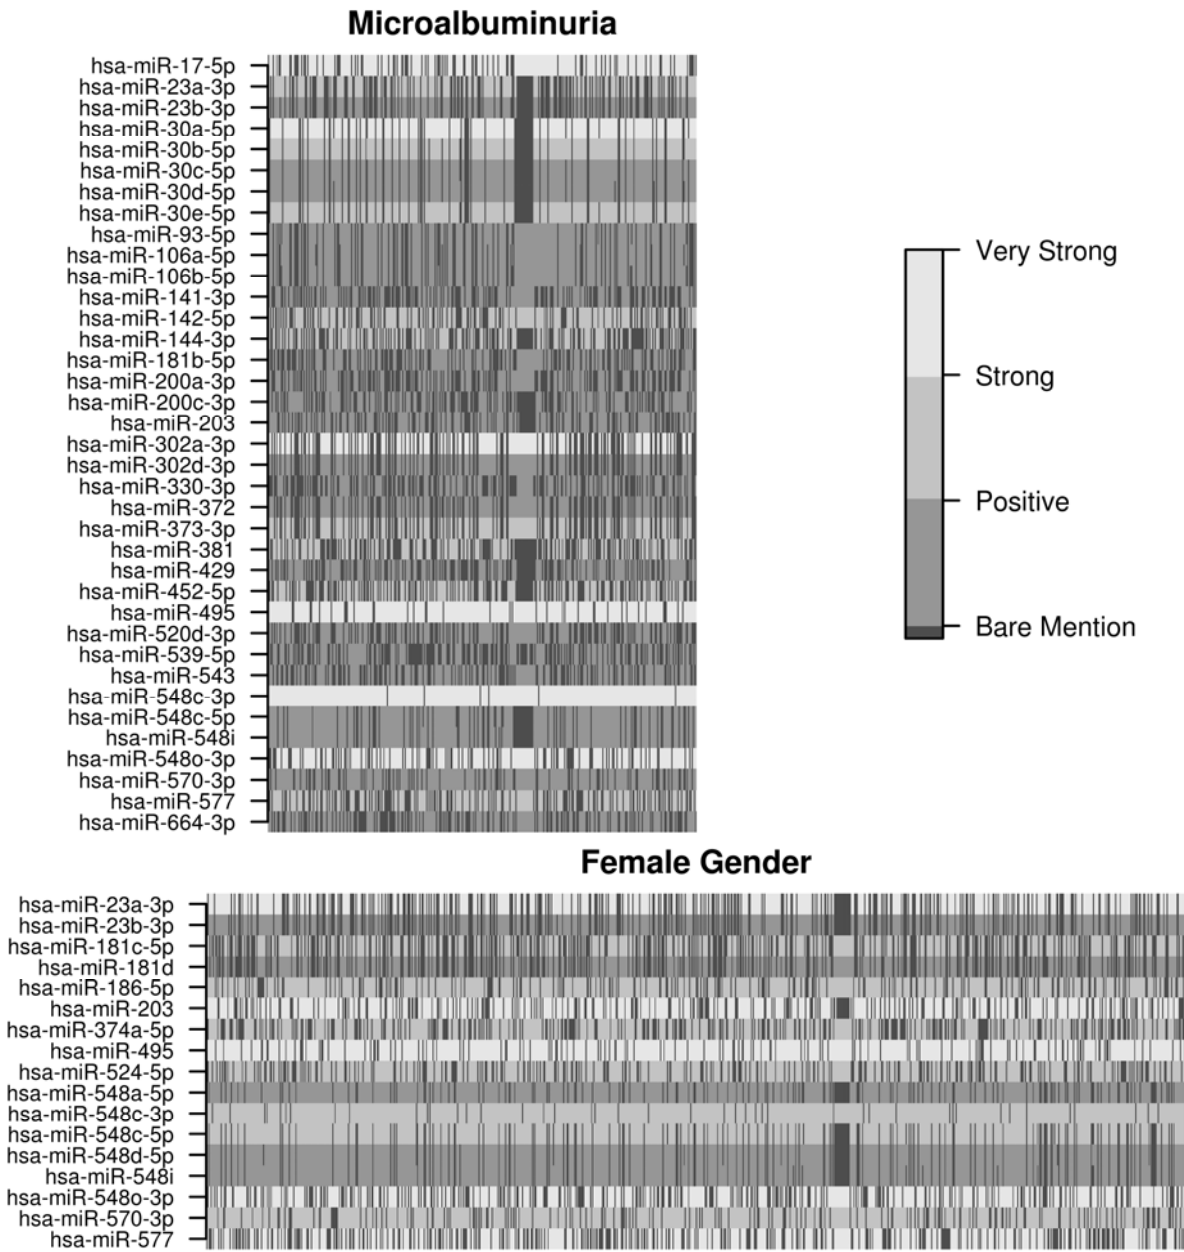 Microalbuminuria
hsa-miR-17-5p
hsa-miR-23a-3p
hsa-miR-23b-3p
hsa-miR-30a-5p
hsa-miR-30b-5p
hsa-miR-30c-5p
hsa-miR-30d-5p
hsa-miR-30e-5p
hsa-miR-93-5p
hsa-miR-106a-5p
hsa-miR-106b-5p
hsa-miR-141-3p
hsa-miR-142-5p
hsa-miR-144-3p
hsa-miR-181b-5p
hsa-miR-200a-3p
hsa-miR-200c-3p
hsa-miR-203
hsa-miR-302a-3p
hsa-miR-302d-3p
hsa-miR-330-3p
hsa-miR-372
hsa-miR-373-3p
hsa-miR-381
hsa-miR-429
hsa-miR-452-5p
hsa-miR-495
hsa-miR-520d-3p
hsa-miR-539-5p
hsa-miR-543
hsa-miR-548c-3p
hsa-miR-548c-5p
hsa-miR-548i
hsa-miR-548o-3p
hsa-miR-570-3p
hsa-miR-577
hsa-miR-664-3p
Very Strong
Strong
Positive
Bare Mention
Female Gender
hsa-miR-23a-3p
hsa-miR-23b-3p
hsa-miR-181c-5p
hsa-miR-181d
hsa-miR-186-5p
hsa-miR-203
hsa-miR-374a-5p
hsa-miR-495
hsa-miR-524-5p
hsa-miR-548a-5p
hsa-miR-548c-3p
hsa-miR-548c-5p
hsa-miR-548d-5p
hsa-miR-548i
hsa-miR-548o-3p
hsa-miR-570-3p
hsa-miR-577